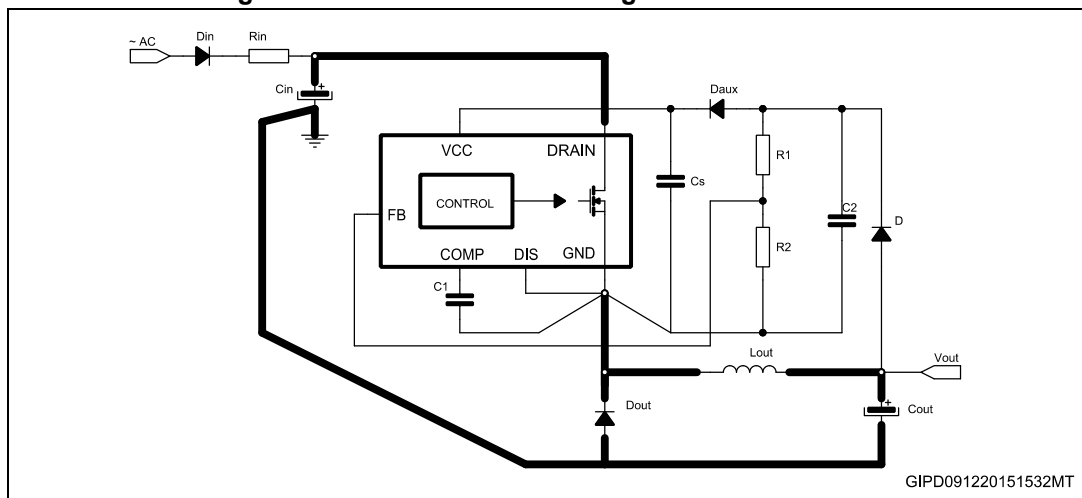 ~ AC
Din
Rin
Cin
+
Daux
VCC
DRAIN
R1
Cs
FB
CONTROL
C2
D
R2
COMP
DIS
GND
C1
Lout
Vout
Dout
+
Cout
GIPD091220151532MT